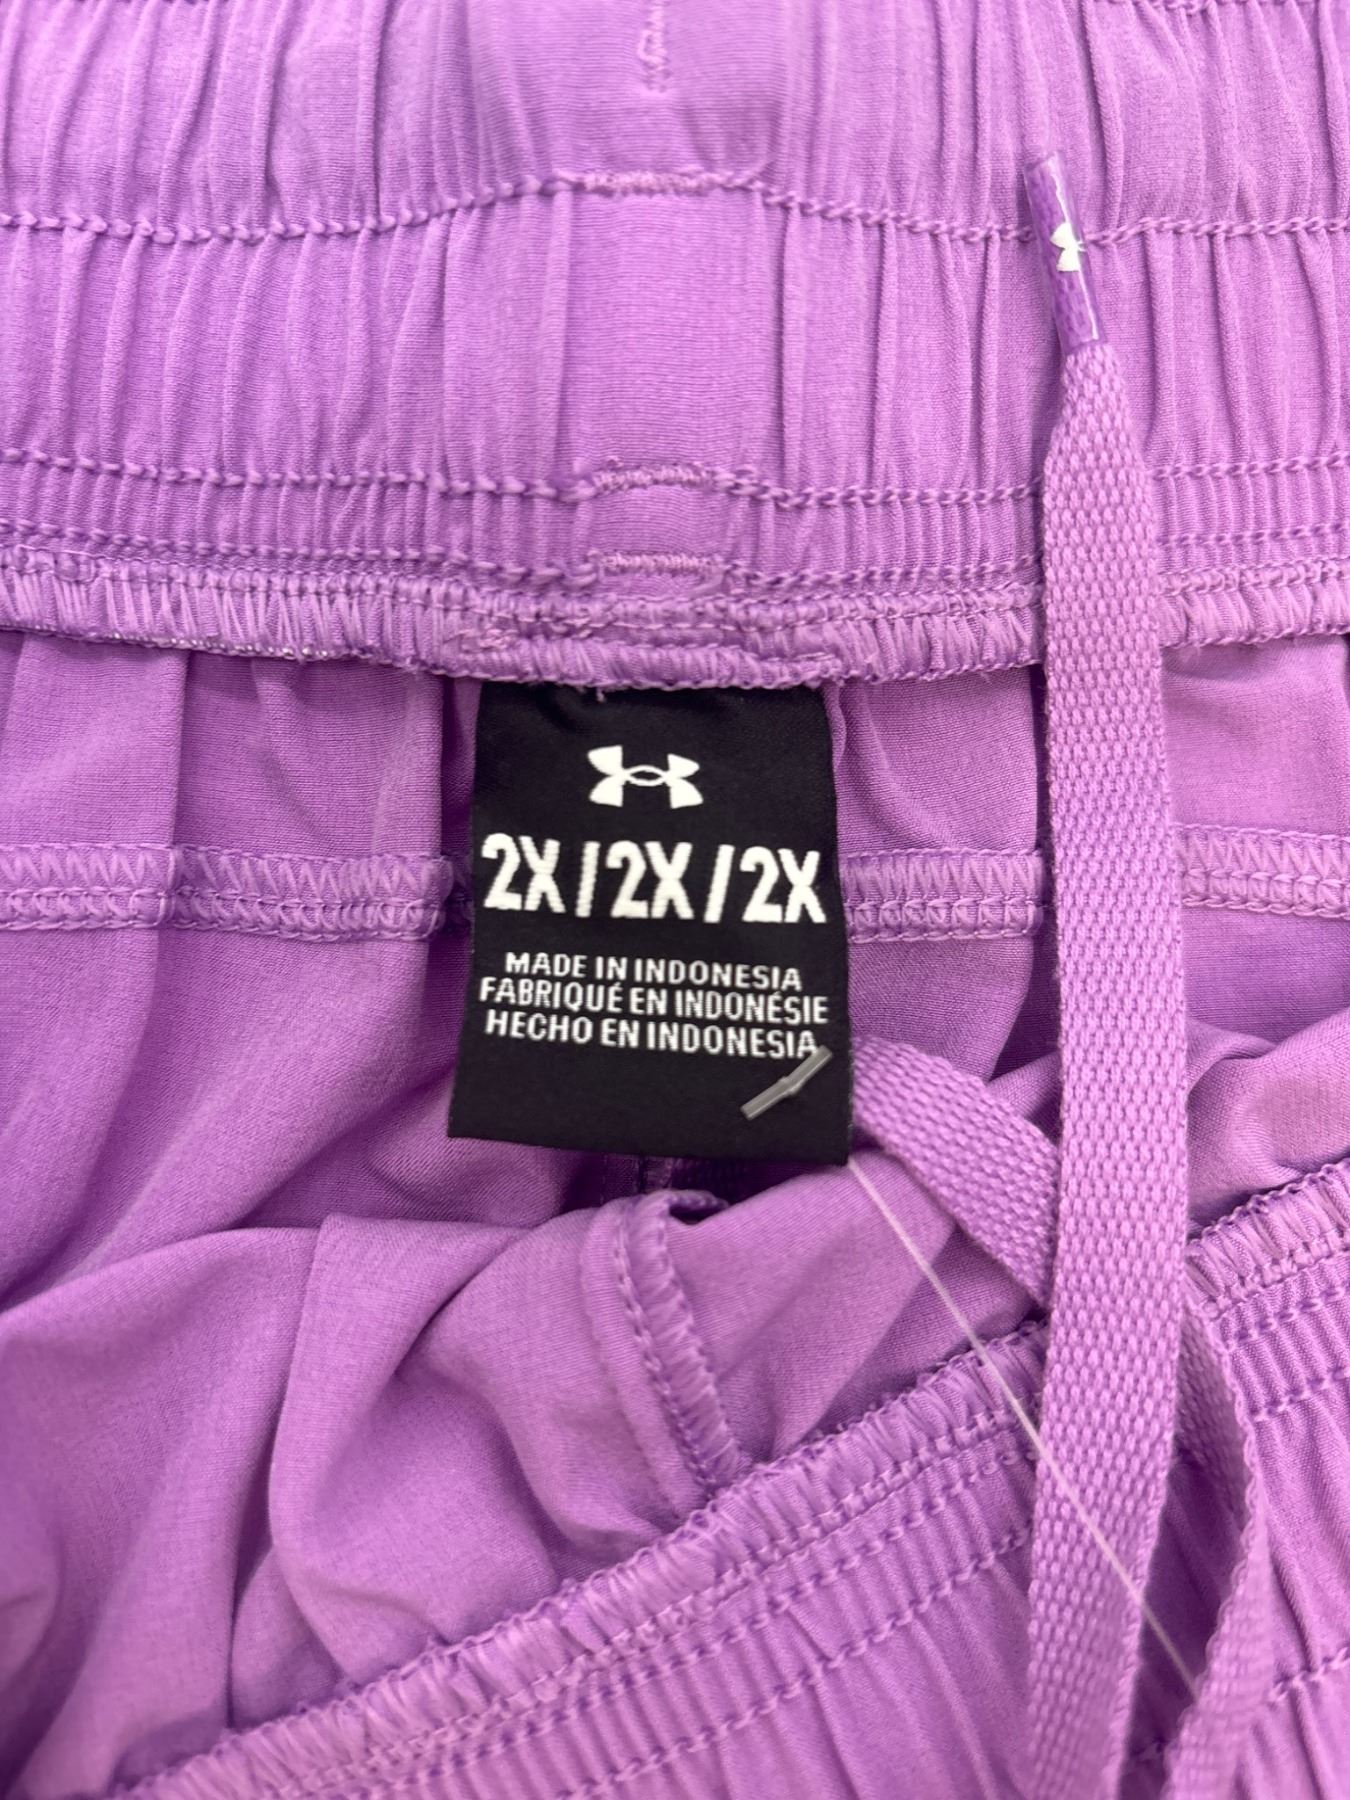 2X/2X/2X
MADE IN INDONESIA
FABRIQUÉ EN INDONÉSIE
HECHO EN INDONESIA